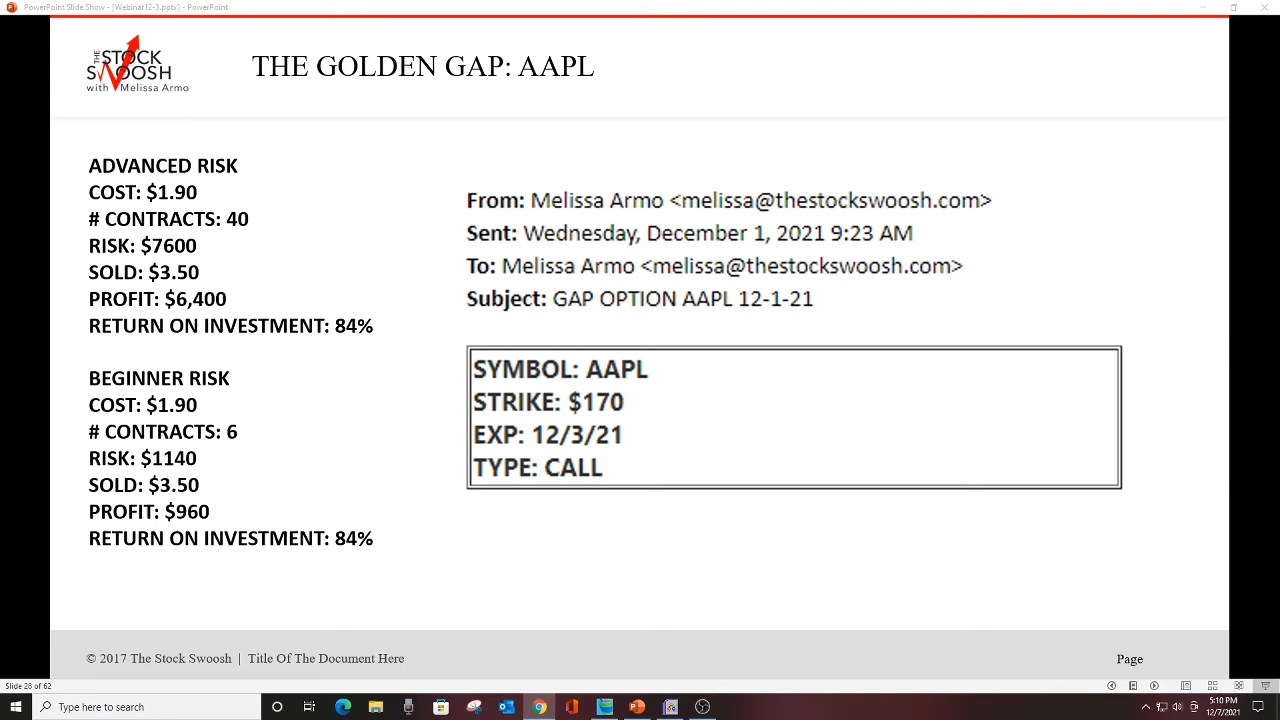 PowerPoint Slide Show - [Webinar12-3.pptx] - PowerPoint
THE STOCK SWOOSH
with Melissa Armo
THE GOLDEN GAP: AAPL
ADVANCED RISK
COST: $1.90
# CONTRACTS: 40
RISK: $7600
SOLD: $3.50
PROFIT: $6,400
RETURN ON INVESTMENT: 84%
BEGINNER RISK
COST: $1.90
# CONTRACTS: 6
RISK: $1140
SOLD: $3.50
PROFIT: $960
RETURN ON INVESTMENT: 84%
From: Melissa Armo <melissa@thestockswoosh.com>
Sent: Wednesday, December 1, 2021 9:23 AM
To: Melissa Armo <melissa@thestockswoosh.com>
Subject: GAP OPTION AAPL 12-1-21
SYMBOL: AAPL
STRIKE: $170
EXP: 12/3/21
TYPE: CALL
© 2017 The Stock Swoosh | Title Of The Document Here
Page
Slide 28 of 62
Type here to search
5:10 PM
12/7/2021